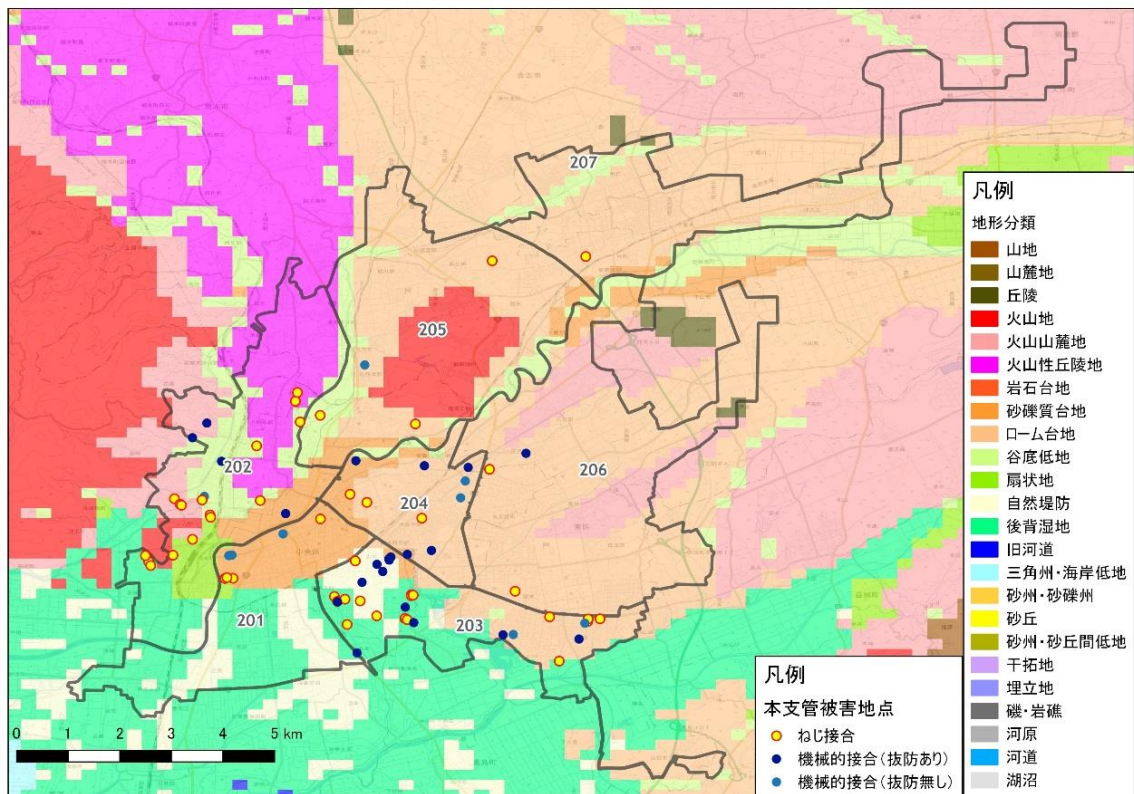 207
205
202
206
204
201
203
0 1 2 3 4 5 km
凡例
地形分類
山地
山麓地
丘陵
火山地
火山山麓地
火山性丘陵地
岩石台地
砂礫質台地
ローム台地
谷底低地
扇状地
自然堤防
後背湿地
旧河道
三角州・海岸低地
砂州・砂礫州
砂丘
砂州・砂丘間低地
干拓地
埋立地
磯・岩礁
河原
河道
湖沼
凡例
本支管被害地点
ねじ接合
機械的接合(抜防あり)
機械的接合(抜防無し)